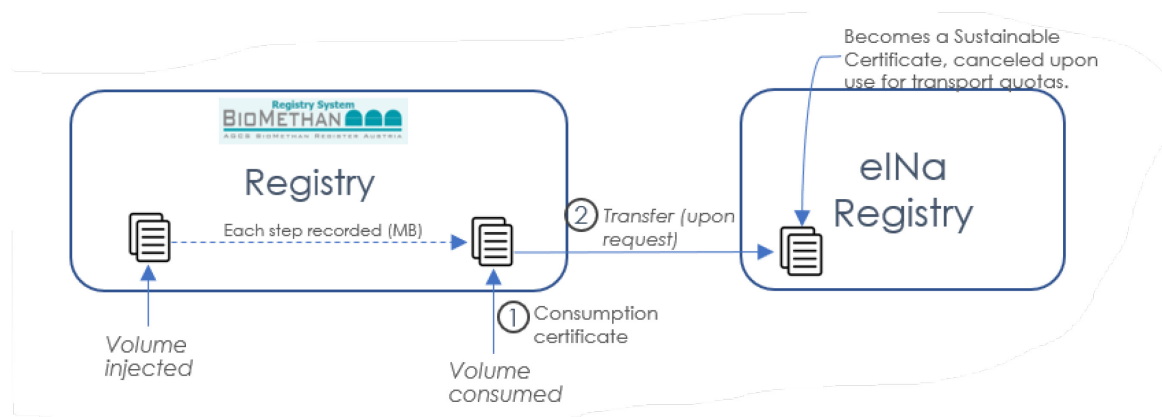 Becomes a Sustainable
Certificate, canceled upon
use for transport quotas.
Registry System
BIOMETHAN
AGCS BIOMETHAN REGISTER AUSTRIA
Registry
Each step recorded (MB)
2 Transfer (upon
request)
eINa
Registry
1 Consumption
certificate
Volume
injected
Volume
consumed